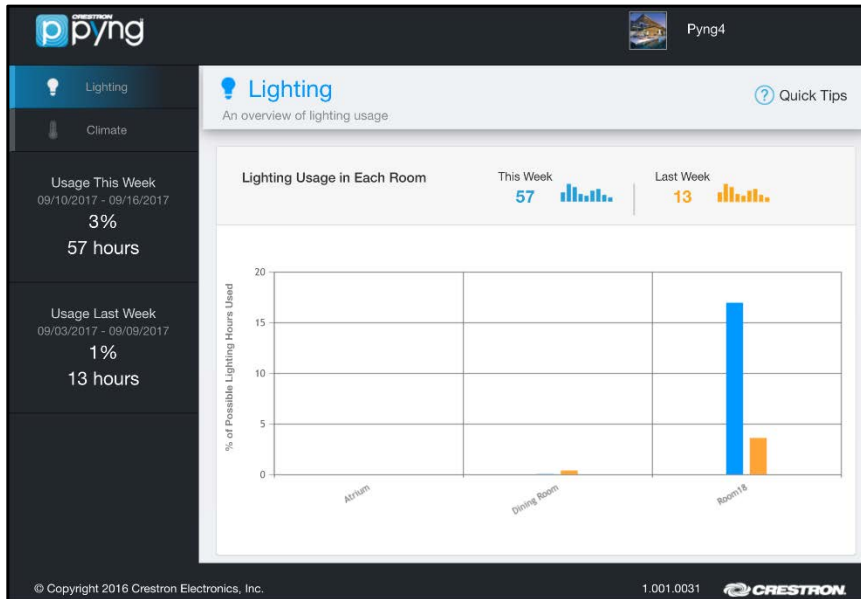 CRESTRON
pyng
Pyng4
Lighting
Climate
Usage This Week
09/10/2017 - 09/16/2017
3%
57 hours
Usage Last Week
09/03/2017 - 09/09/2017
1%
13 hours
Lighting
An overview of lighting usage
? Quick Tips
Lighting Usage in Each Room
This Week
57
Last Week
13
% of Possible Lighting Hours Used
20
15
10
5
0
Atrium
Dining Room
Room18
© Copyright 2016 Crestron Electronics, Inc.
1.001.0031
CRESTRON.